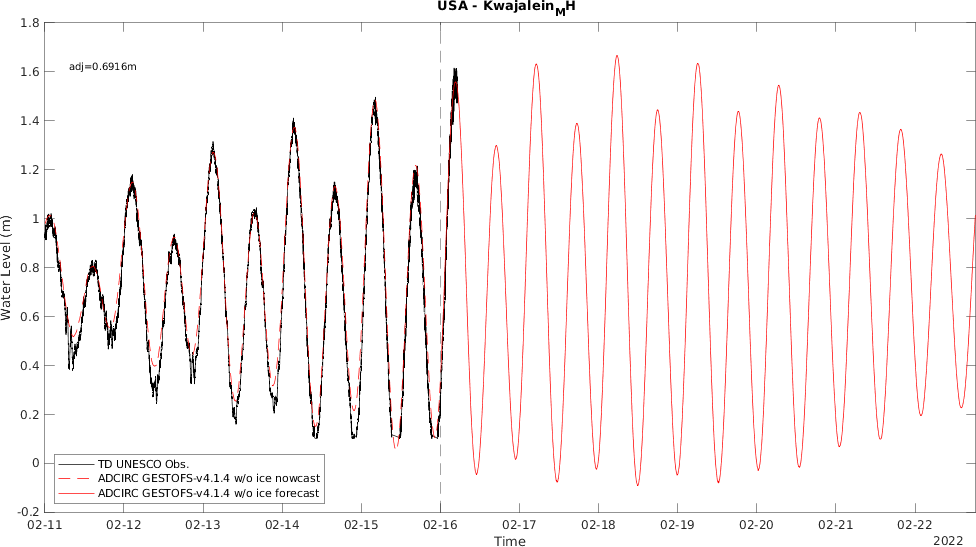 USA - Kwajalein_MH
adj=0.6916m
1.8
1.6
1.4
1.2
1
0.8
0.6
0.4
0.2
0
-0.2
Water Level (m)
TD UNESCO Obs.
ADCIRC GESTOFS-v4.1.4 w/o ice nowcast
ADCIRC GESTOFS-v4.1.4 w/o ice forecast
02-11 02-12 02-13 02-14 02-15 02-16 02-17 02-18 02-19 02-20 02-21 02-22
Time
2022